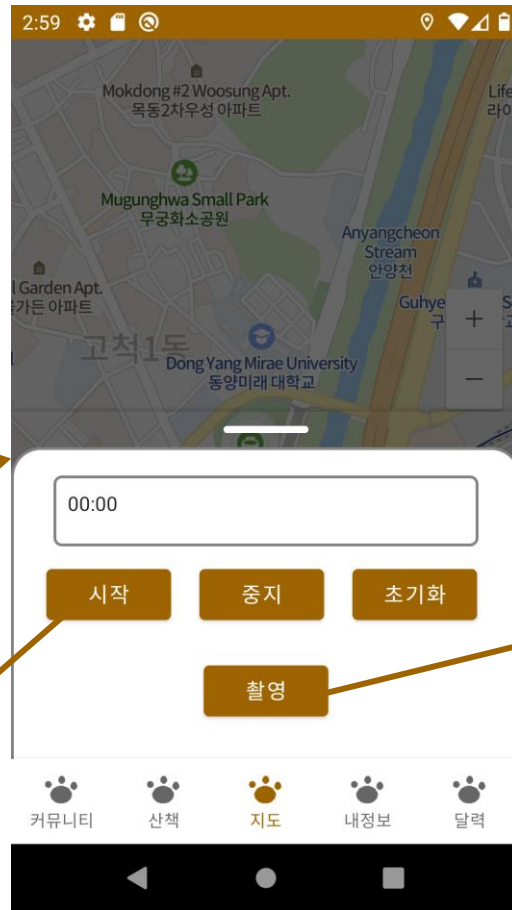 2:59
Mokdong #2 Woosung Apt.
목동2차우성 아파트
Life
라이
Mugunghwa Small Park
무궁화소공원
Anyangcheon
Stream
안양천
l Garden Apt.
가든 아파트
Guhye
구
+
고척1동
Dong Yang Mirae University
동양미래 대학교
−
00:00
시작
중지
초기화
촬영
커뮤니티
산책
지도
내정보
달력